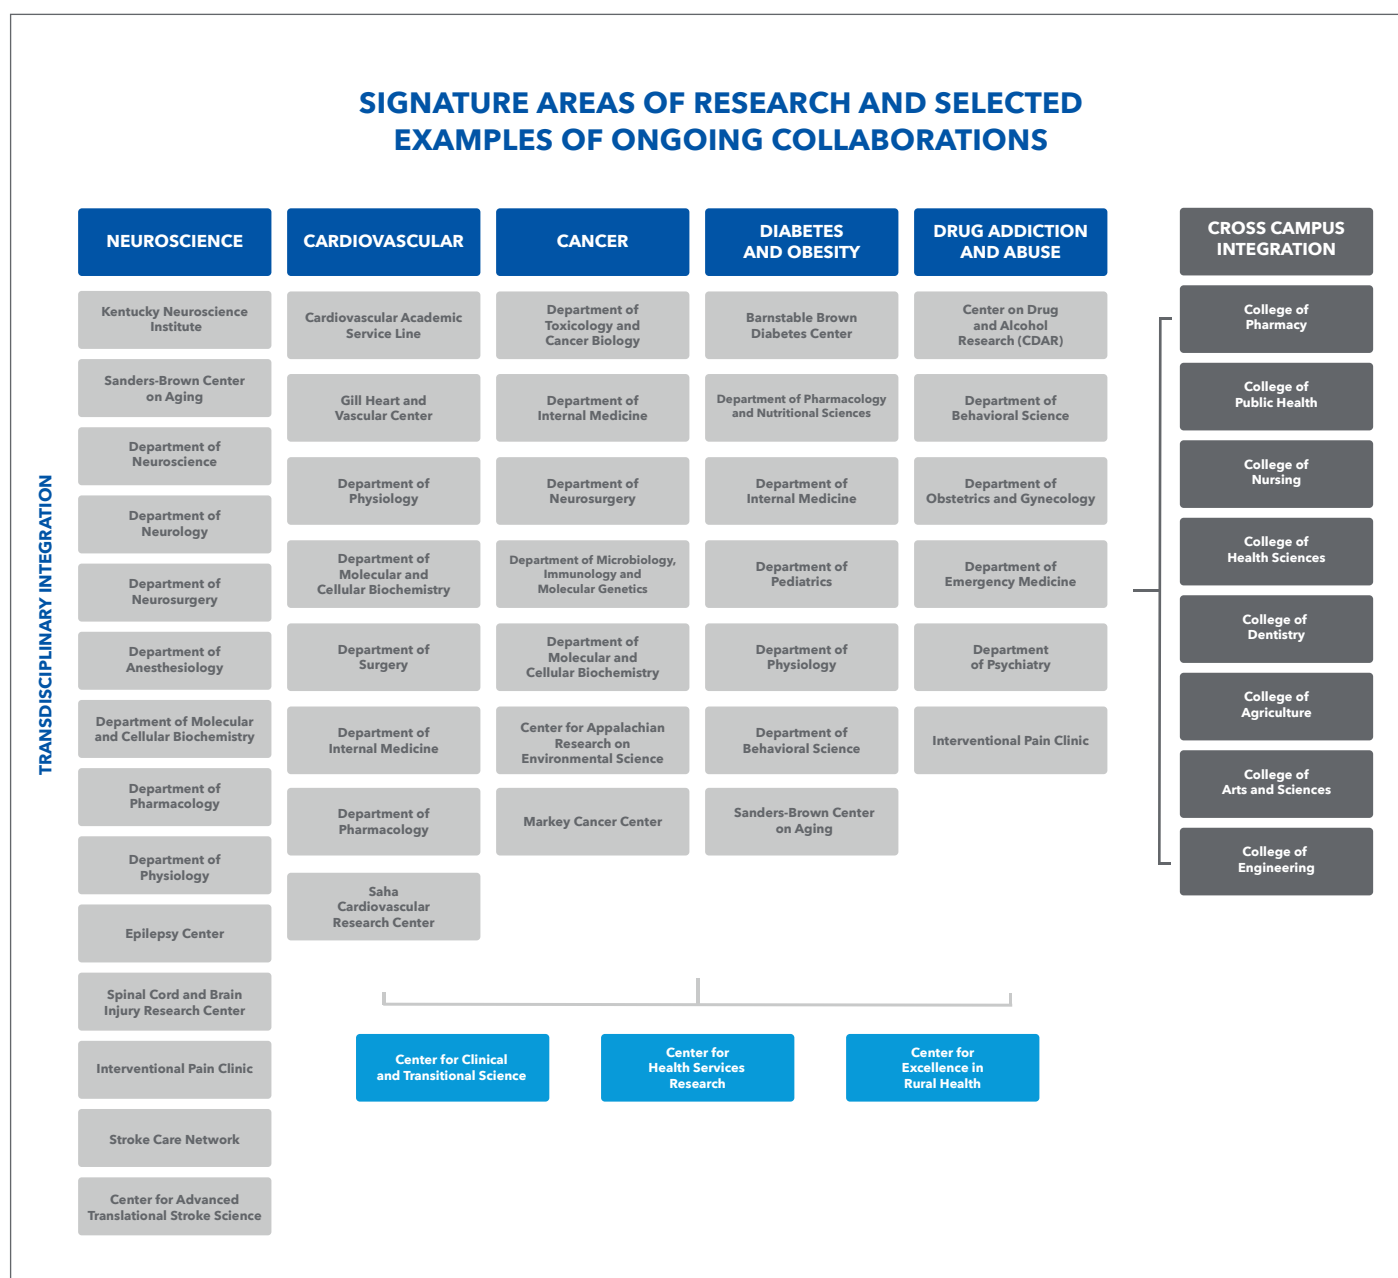 SIGNATURE AREAS OF RESEARCH AND SELECTED
EXAMPLES OF ONGOING COLLABORATIONS
TRANSDISCIPLINARY INTEGRATION
NEUROSCIENCE
Kentucky Neuroscience
Institute
Sanders-Brown Center
on Aging
Department of
Neuroscience
Department of
Neurology
Department of
Neurosurgery
Department of
Anesthesiology
Department of Molecular
and Cellular Biochemistry
Department of
Pharmacology
Department of
Physiology
Epilepsy Center
Spinal Cord and Brain
Injury Research Center
Interventional Pain Clinic
Stroke Care Network
Center for Advanced
Translational Stroke Science
CARDIOVASCULAR
Cardiovascular Academic
Service Line
Gill Heart and
Vascular Center
Department of
Physiology
Department of
Molecular and
Cellular Biochemistry
Department of
Surgery
Department of
Internal Medicine
Department of
Pharmacology
Saha
Cardiovascular
Research Center
CANCER
Department of
Toxicology and
Cancer Biology
Department of
Internal Medicine
Department of
Neurosurgery
Department of Microbiology,
Immunology and
Molecular Genetics
Department of
Molecular and
Cellular Biochemistry
Center for Appalachian
Research on
Environmental Science
Markey Cancer Center
DIABETES
AND OBESITY
Barnstable Brown
Diabetes Center
Department of Pharmacology
and Nutritional Sciences
Department of
Internal Medicine
Department of
Pediatrics
Department of
Physiology
Department of
Behavioral Science
Sanders-Brown Center
on Aging
DRUG ADDICTION
AND ABUSE
Center on Drug
and Alcohol
Research (CDAR)
Department of
Behavioral Science
Department of
Obstetrics and Gynecology
Department of
Emergency Medicine
Department
of Psychiatry
Interventional Pain Clinic
CROSS CAMPUS
INTEGRATION
College of
Pharmacy
College of
Public Health
College of
Nursing
College of
Health Sciences
College of
Dentistry
College of
Agriculture
College of
Arts and Sciences
College of
Engineering
Center for Clinical
and Transitional Science
Center for
Health Services
Research
Center for
Excellence in
Rural Health